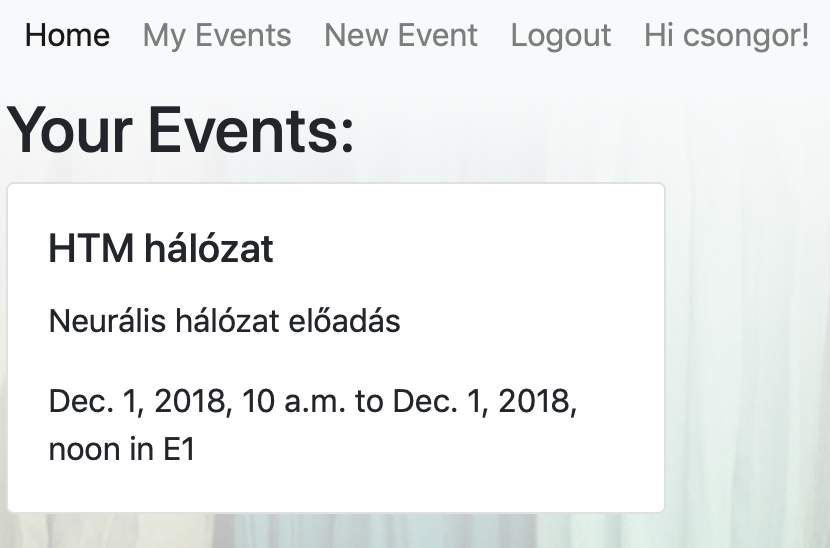 Home My Events New Event Logout Hi csongor!
Your Events:
HTM hálózat
Neurális hálózat előadás
Dec. 1, 2018, 10 a.m. to Dec. 1, 2018,
noon in E1